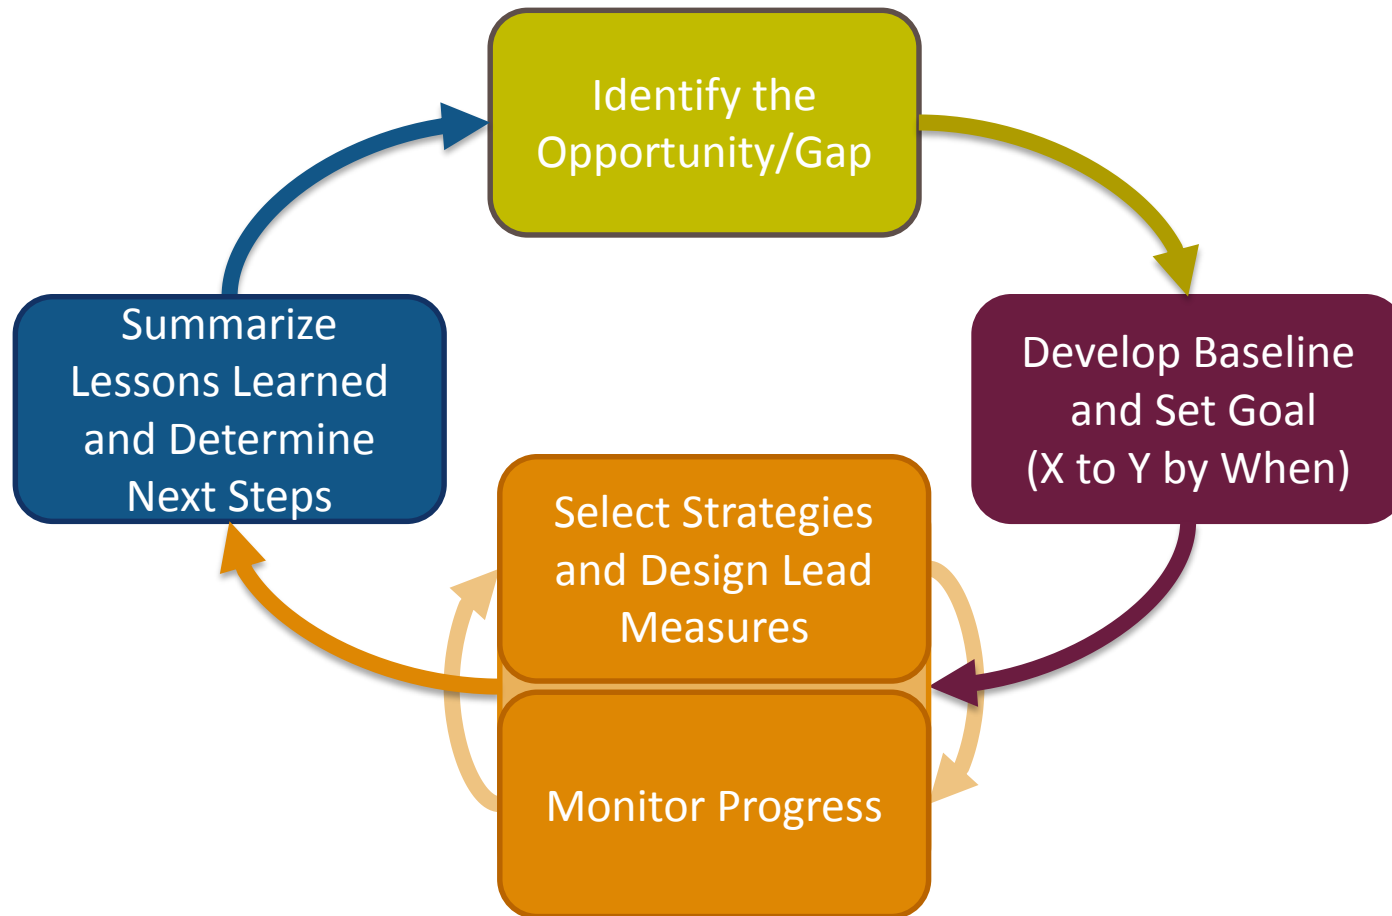 Identify the
Opportunity/Gap
Develop Baseline
and Set Goal
(X to Y by When)
Select Strategies
and Design Lead
Measures
Monitor Progress
Summarize
Lessons Learned
and Determine
Next Steps